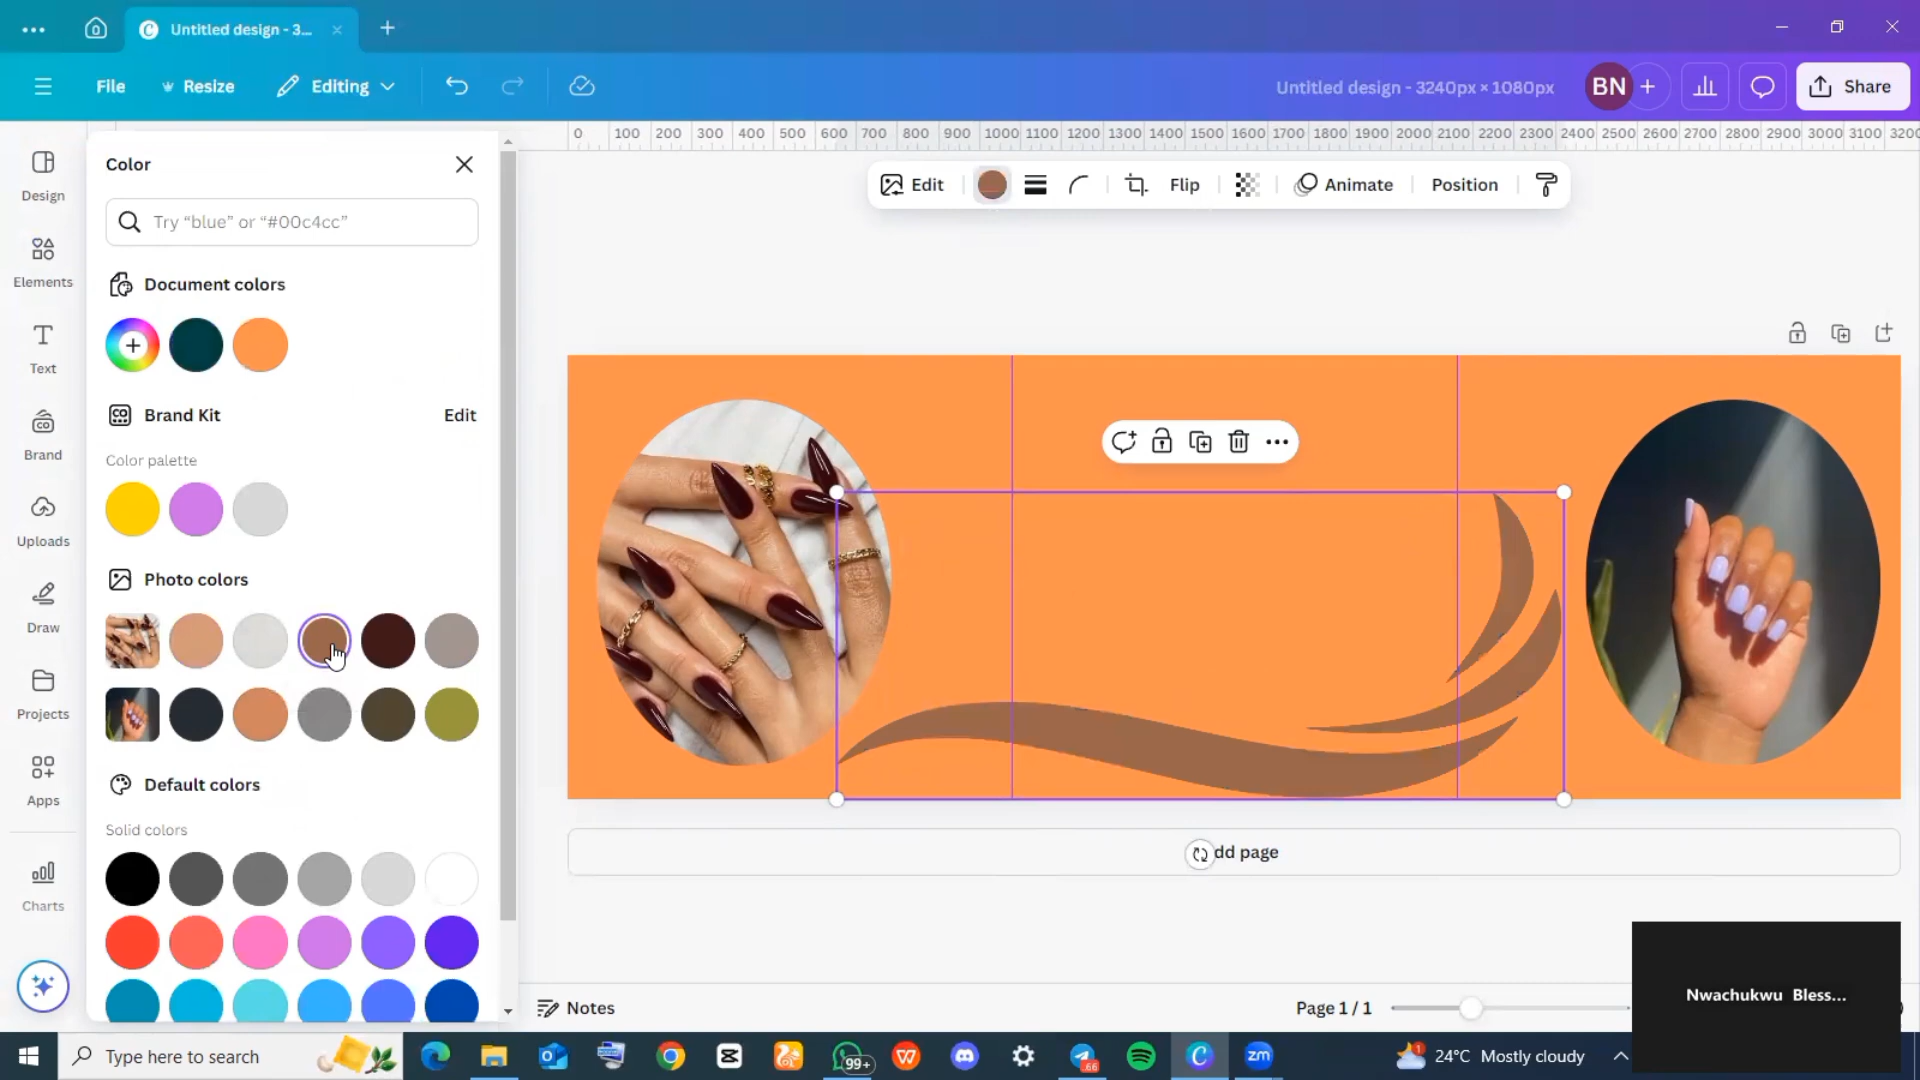 Untitled design - 3...
File
Resize
Editing
Untitled design - 3240px × 1080px
BN
Share
0 100 200 300 400 500 600 700 800 900 1000 1100 1200 1300 1400 1500 1600 1700 1800 1900 2000 2100 2200 2300 2400 2500 2600 2700 2800 2900 3000 3100 3200
Design
Elements
Text
Brand
Uploads
Draw
Projects
Apps
Charts
Color
Try “blue” or “#00c4cc”
Document colors
Brand Kit
Edit
Color palette
Photo colors
Default colors
Solid colors
Edit
Flip
Animate
Position
dd page
Notes
Page 1 / 1
Nwachukwu Bless...
Type here to search
99+
66
zm
1
24°C Mostly cloudy